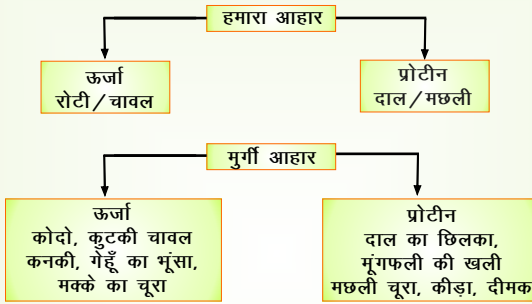 हमारा आहार
ऊर्जा
रोटी/चावल
प्रोटीन
दाल/मछली
मुर्गी आहार
ऊर्जा
कोदो, कुटकी चावल
कनकी, गेहूँ का भूंसा,
मक्के का चूरा
प्रोटीन
दाल का छिलका,
मूंगफली की खली
मछली चूरा, कीड़ा, दीमक